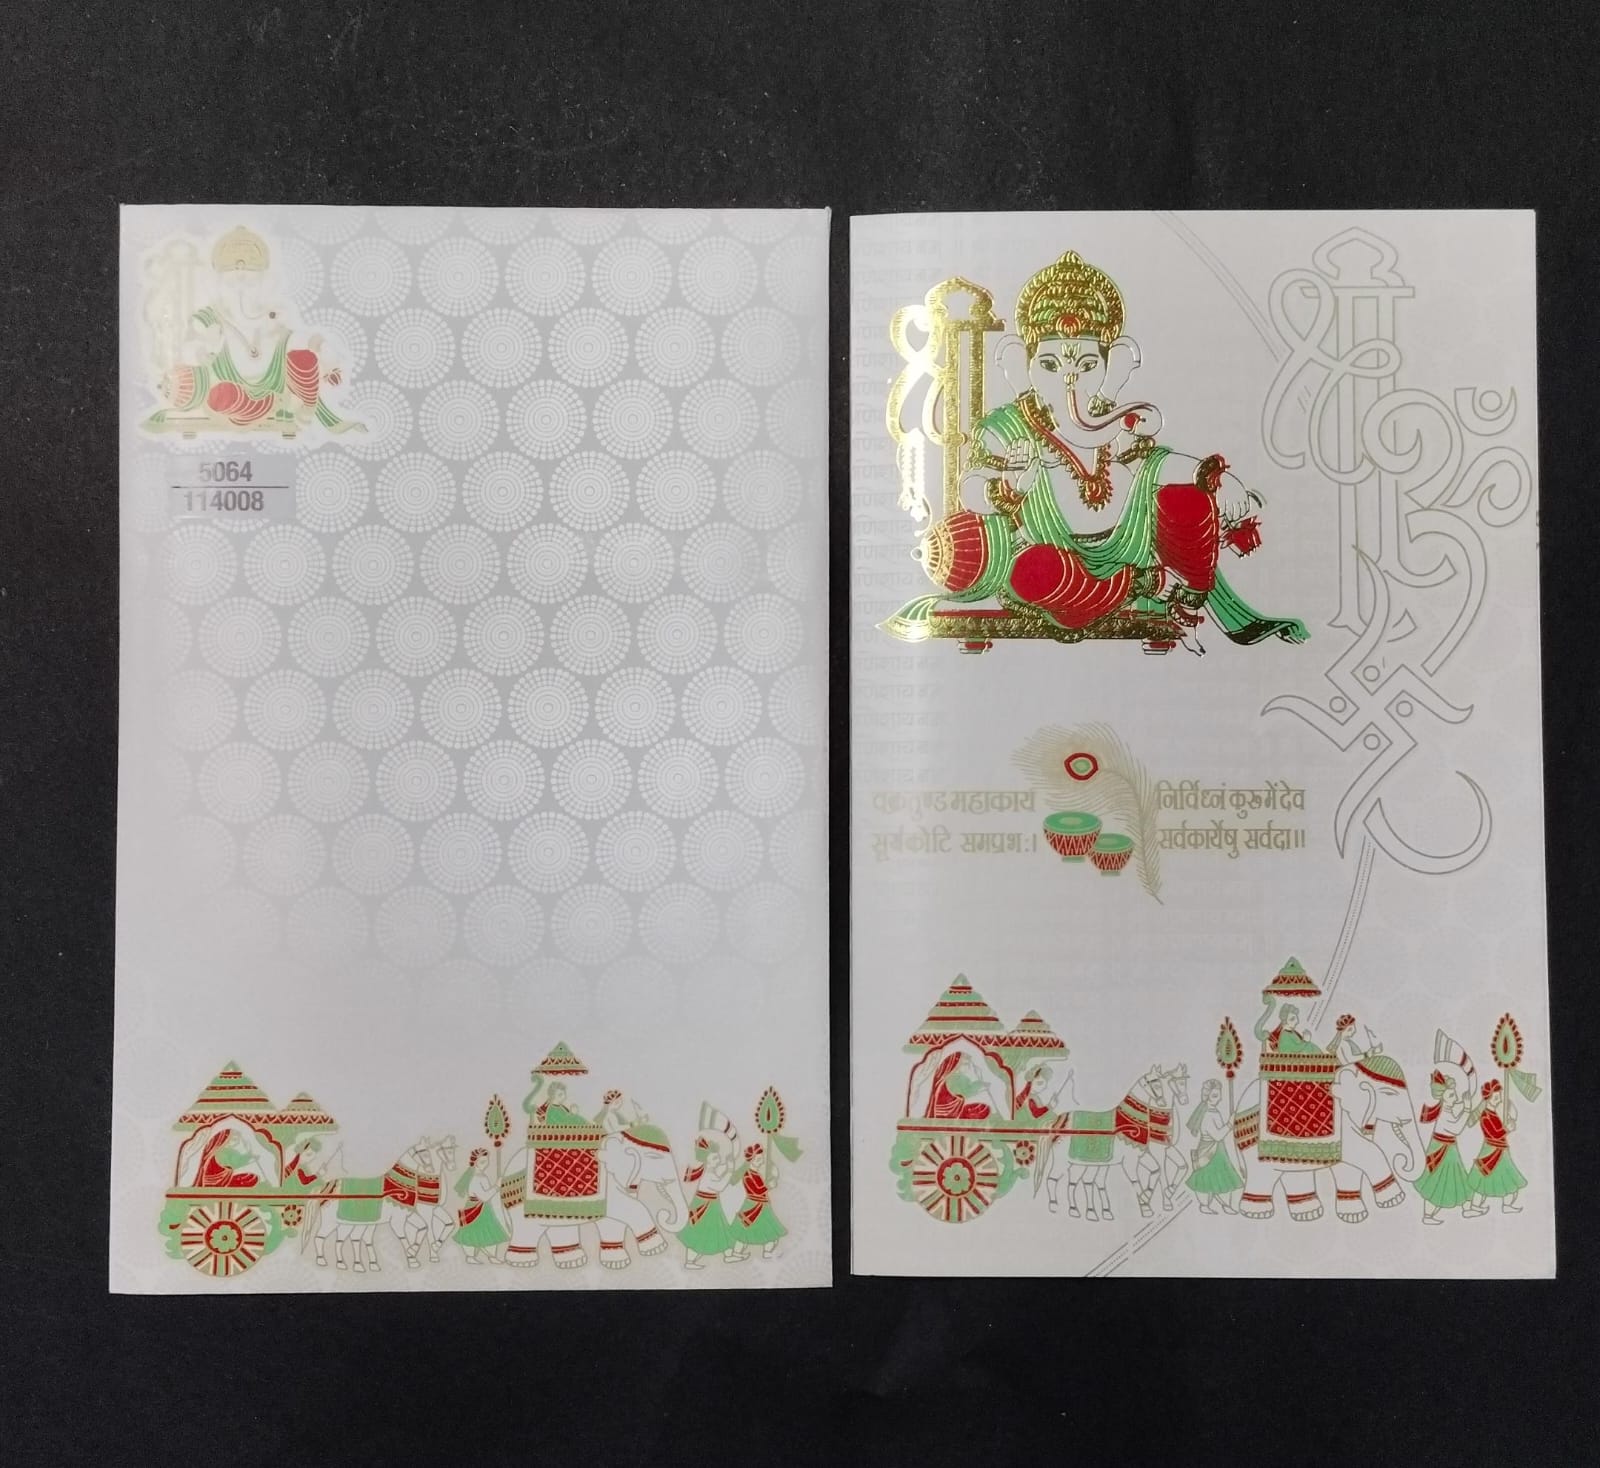 5064
114008
श्री
श्री
ॐ
वक्रतुण्ड महाकाय
सूर्यकोटि समप्रभः।
निर्विध्नं कुरू में देव
सर्वकार्येषु सर्वदा॥